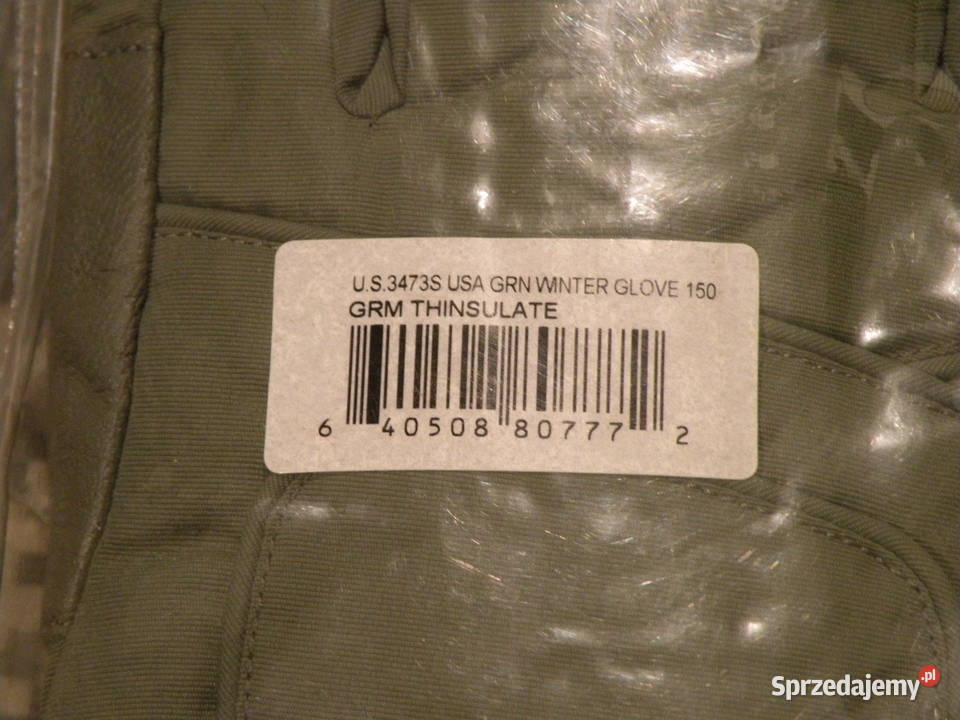 U.S.3473S USA GRN WINTER GLOVE 150
GRM THINSULATE
6 40508 80777 2
Sprzedajemy.pl